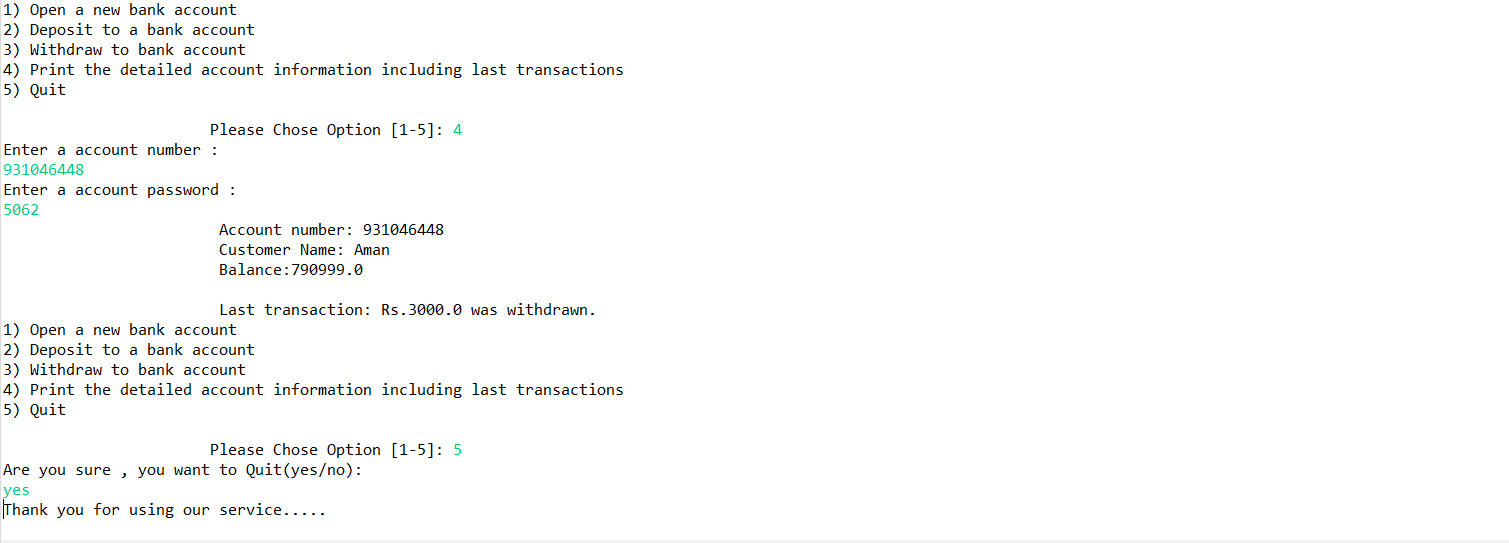 1) Open a new bank account
2) Deposit to a bank account
3) Withdraw to bank account
4) Print the detailed account information including last transactions
5) Quit
Please Chose Option [1-5]: 4
Enter a account number :
931046448
Enter a account password :
5062
Account number: 931046448
Customer Name: Aman
Balance:790999.0
Last transaction: Rs.3000.0 was withdrawn.
1) Open a new bank account
2) Deposit to a bank account
3) Withdraw to bank account
4) Print the detailed account information including last transactions
5) Quit
Please Chose Option [1-5]: 5
Are you sure , you want to Quit(yes/no):
yes
Thank you for using our service.....